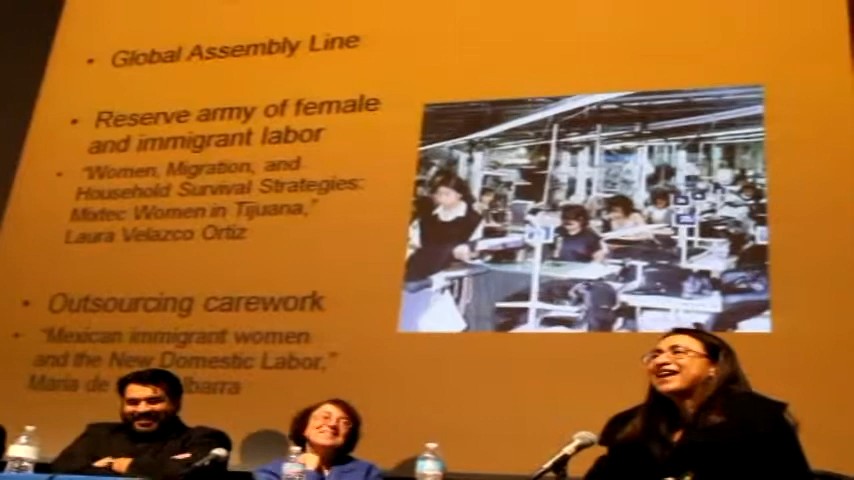 • Global Assembly Line
• Reserve army of female
and immigrant labor
• "Women, Migration, and
Household Survival Strategies:
Mixtec Women in Tijuana,"
Laura Velazco Ortiz
• Outsourcing carework
• "Mexican immigrant women
and the New Domestic Labor,"
Maria de